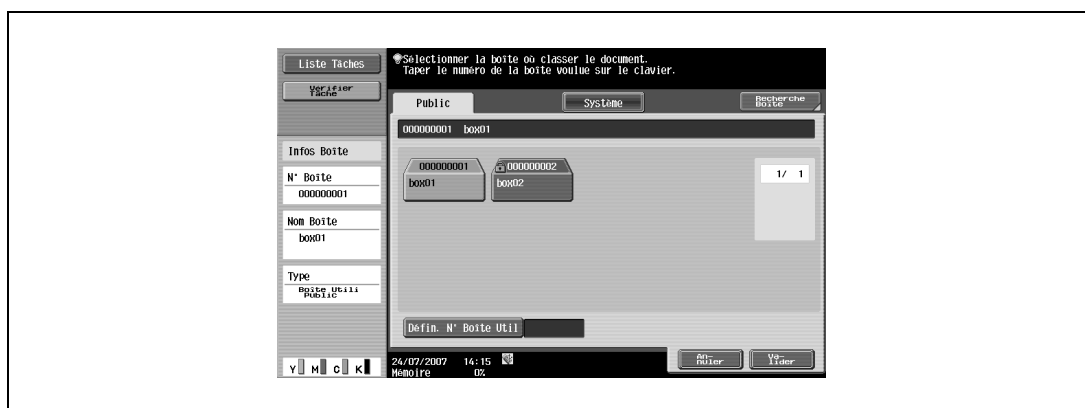 Liste Tâches
Vérifier
Tâche
Sélectionner la boîte où classer le document.
Taper le numéro de la boîte voulue sur le clavier.
Public
Système
Recherche
Boîte
000000001 box01
Infos Boîte
N° Boîte
000000001
Nom Boîte
box01
Type
Boîte Utili
Public
000000001
box01
000000002
box02
1/ 1
Défin. N° Boîte Util
24/07/2007 14:15
Mémoire 0%
An-
nuler
Va-
lider
Y M C K